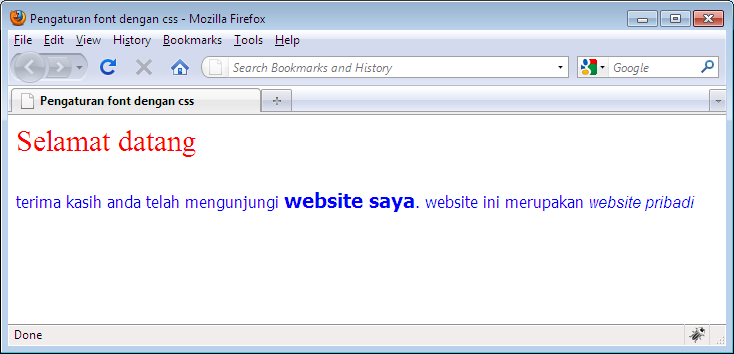 Pengaturan font dengan css - Mozilla Firefox
File Edit View History Bookmarks Tools Help
Search Bookmarks and History Google
Pengaturan font dengan css
Selamat datang
terima kasih anda telah mengunjungi website saya. website ini merupakan website pribadi
Done